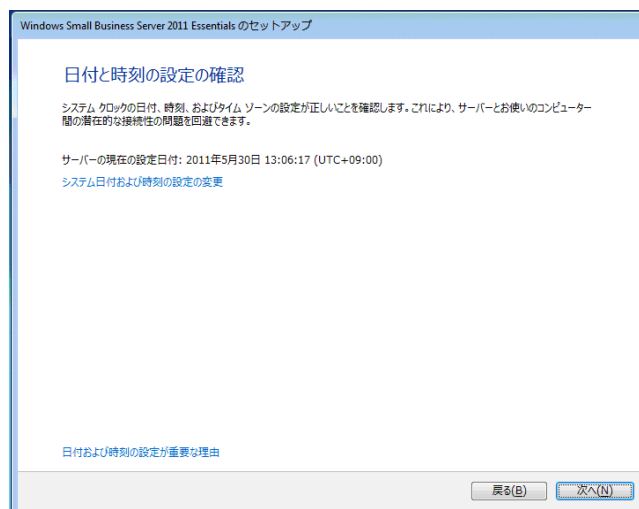 Windows Small Business Server 2011 Essentials のセットアップ
日付と時刻の設定の確認
システム クロックの日付、時刻、およびタイム ゾーンの設定が正しいことを確認します。これにより、サーバーとお使いのコンピューター
間の潜在的な接続性の問題を回避できます。
サーバーの現在の設定日付: 2011年5月30日 13:06:17 (UTC+09:00)
システム日付および時刻の設定の変更
日付および時刻の設定が重要な理由
戻る(B) 次へ(N)